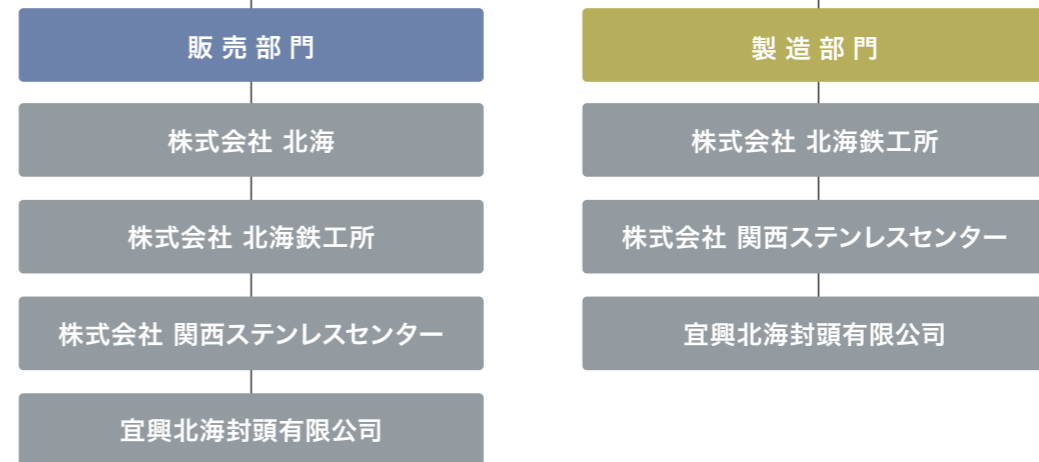 販売部門
株式会社 北海
株式会社 北海鉄工所
株式会社 関西ステンレスセンター
宜興北海封頭有限公司
製造部門
株式会社 北海鉄工所
株式会社 関西ステンレスセンター
宜興北海封頭有限公司